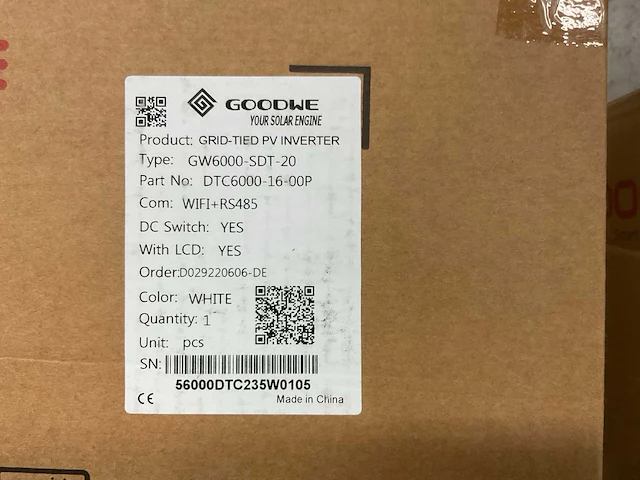 GOODWE
YOUR SOLAR ENGINE
Product: GRID-TIED PV INVERTER
Type: GW6000-SDT-20
Part No: DTC6000-16-00P
Com: WIFI+RS485
DC Switch: YES
With LCD: YES
Order:D029220606-DE
Color: WHITE
Quantity: 1
Unit: pcs
SN:
56000DTC235W0105
CE Made in China